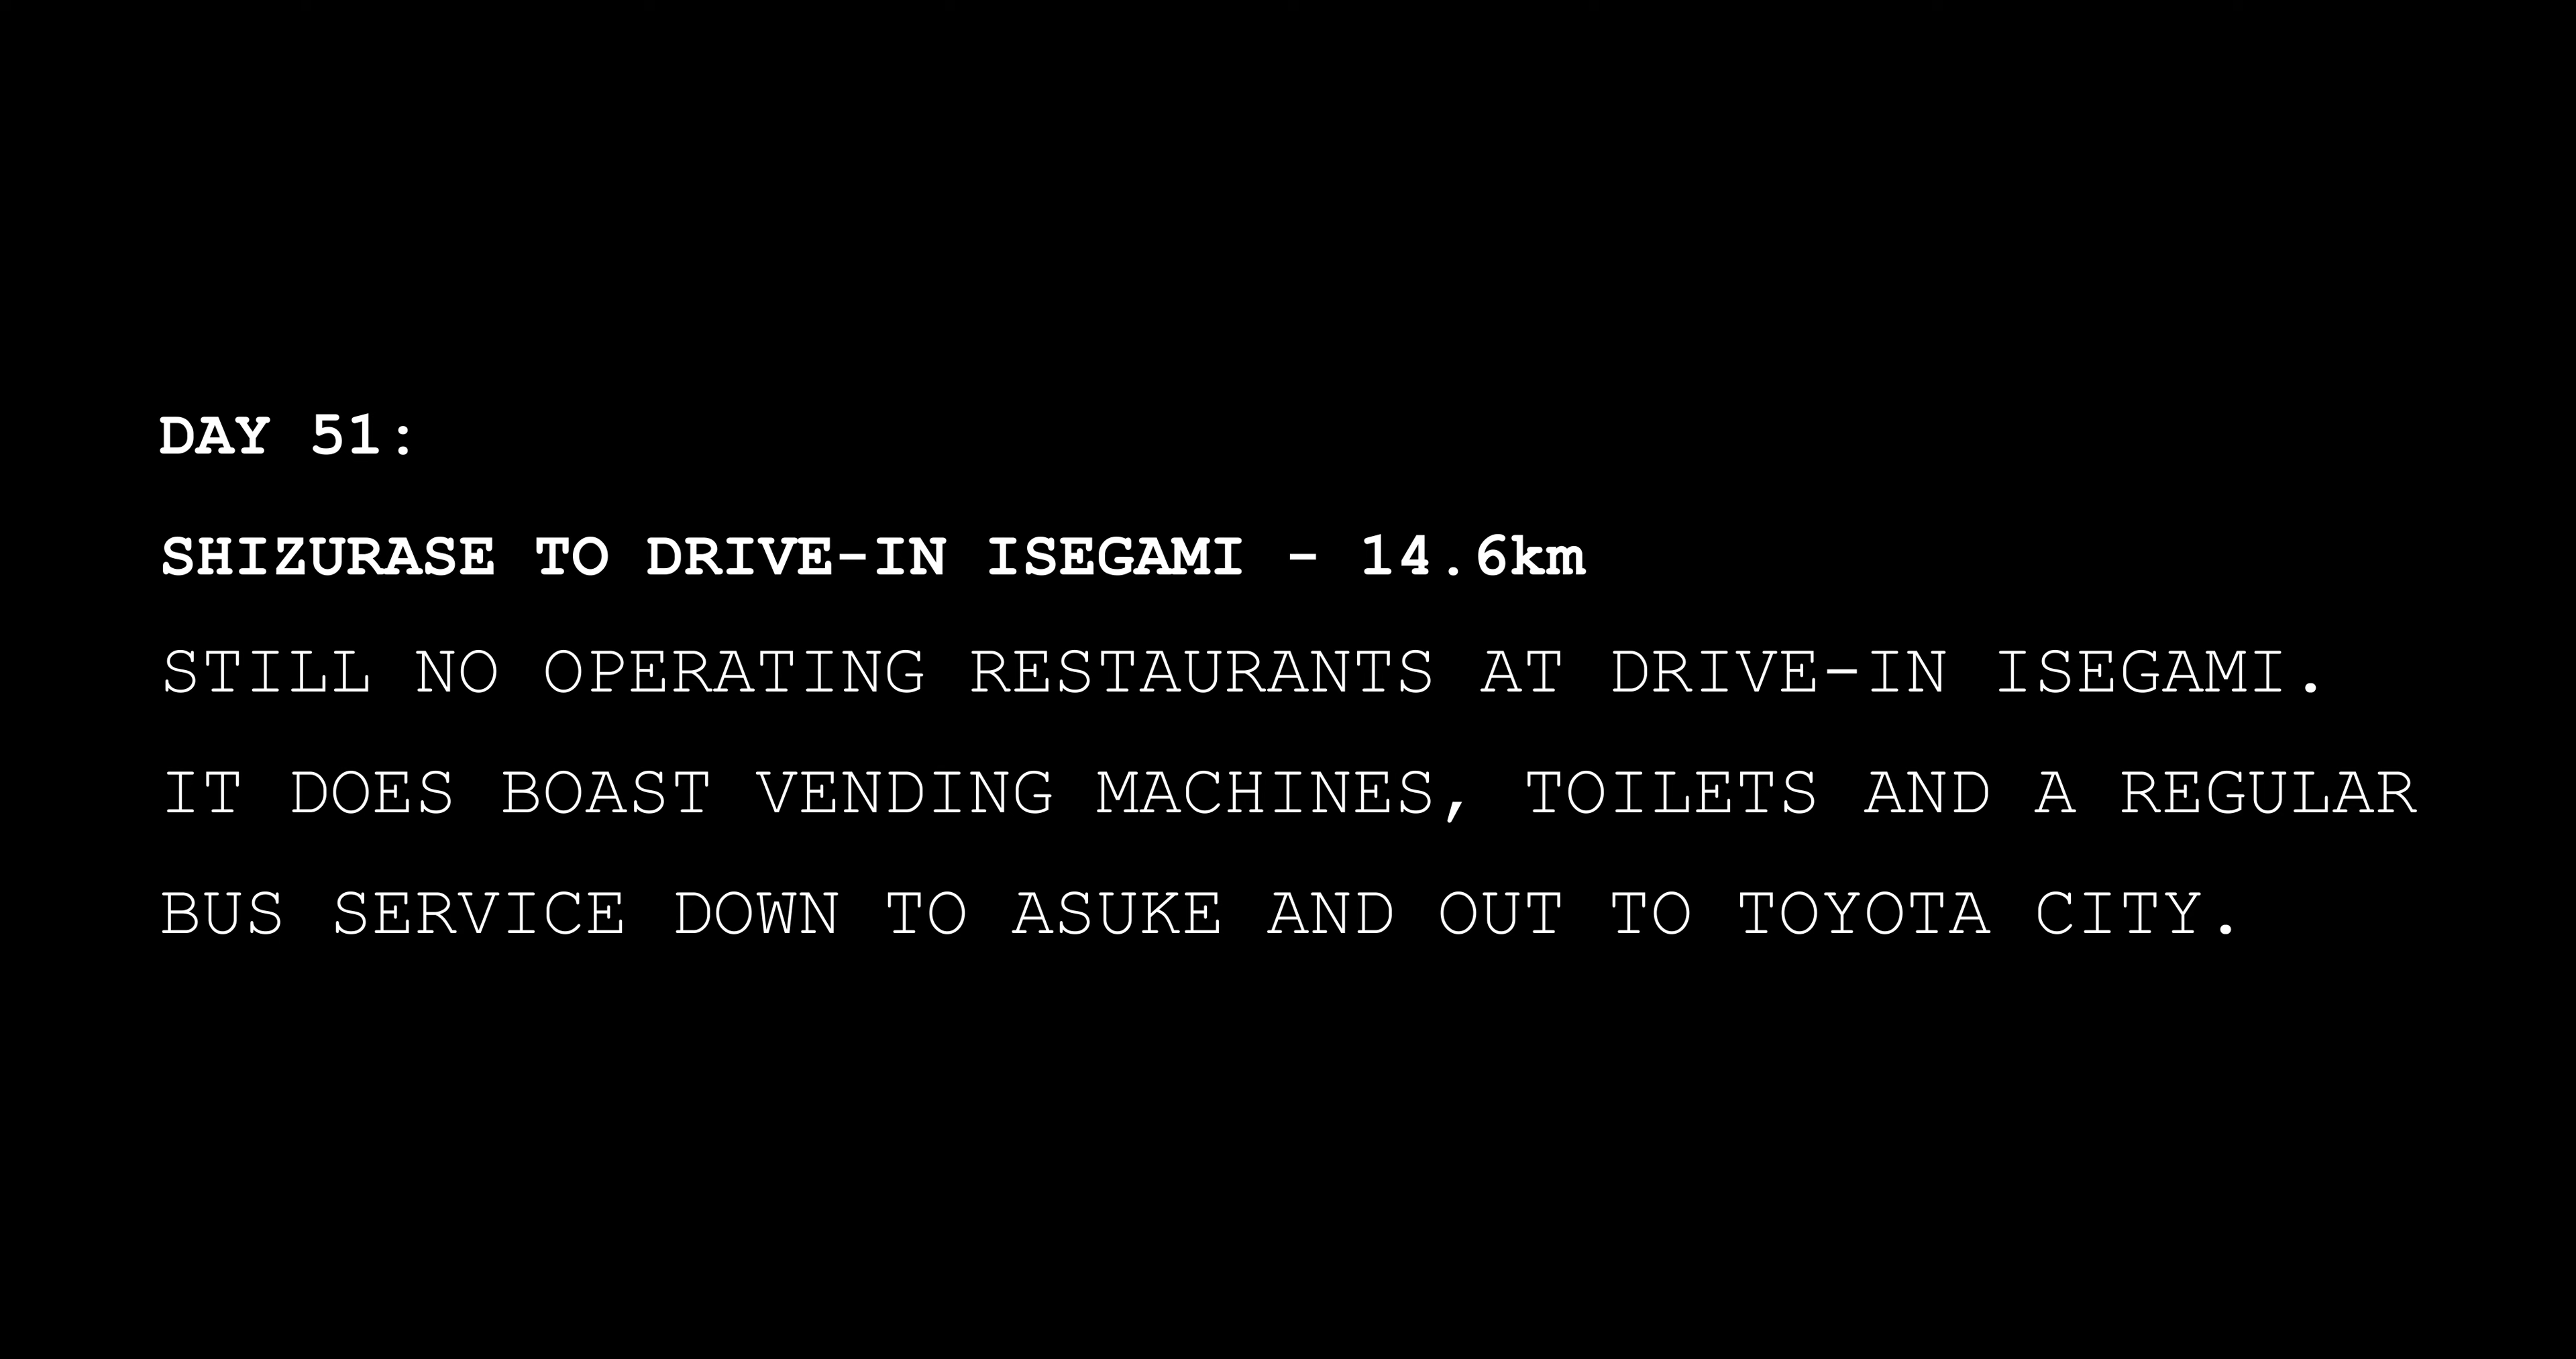 DAY 51:
SHIZURASE TO DRIVE-IN ISEGAMI - 14.6km
STILL NO OPERATING RESTAURANTS AT DRIVE-IN ISEGAMI.
IT DOES BOAST VENDING MACHINES, TOILETS AND A REGULAR
BUS SERVICE DOWN TO ASUKE AND OUT TO TOYOTA CITY.